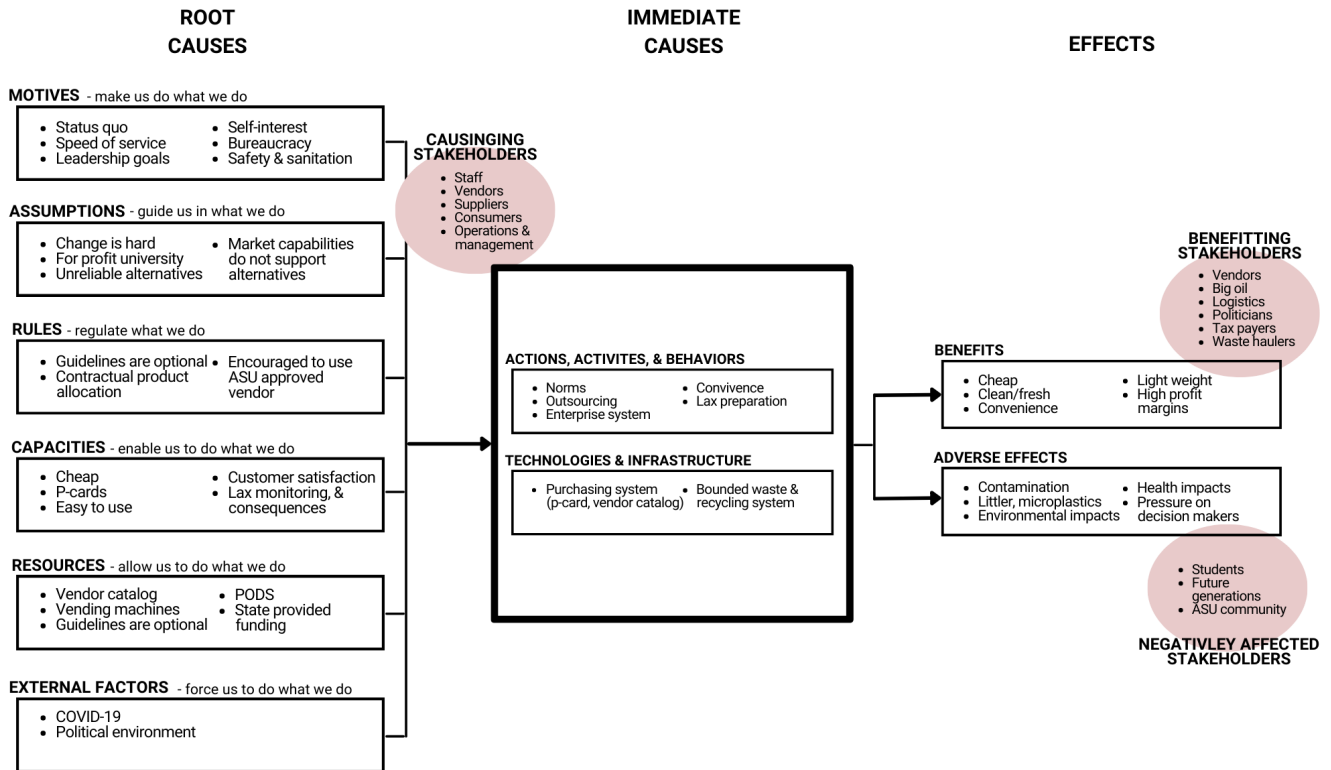 ROOT
CAUSES
IMMEDIATE
CAUSES
EFFECTS
MOTIVES - make us do what we do
• Status quo
• Speed of service
• Leadership goals
• Self-interest
• Bureaucracy
• Safety & sanitation
ASSUMPTIONS - guide us in what we do
• Change is hard
• For profit university
• Unreliable alternatives
• Market capabilities
do not support
alternatives
RULES - regulate what we do
• Guidelines are optional
• Contractual product
allocation
• Encouraged to use
ASU approved
vendor
CAPACITIES - enable us to do what we do
• Cheap
• P-cards
• Easy to use
• Customer satisfaction
• Lax monitoring, &
consequences
RESOURCES - allow us to do what we do
• Vendor catalog
• Vending machines
• Guidelines are optional
• PODS
• State provided
funding
EXTERNAL FACTORS - force us to do what we do
• COVID-19
• Political environment
CAUSINGING
STAKEHOLDERS
• Staff
• Vendors
• Suppliers
• Consumers
• Operations &
management
ACTIONS, ACTIVITES, & BEHAVIORS
• Norms
• Outsourcing
• Enterprise system
• Convivence
• Lax preparation
TECHNOLOGIES & INFRASTRUCTURE
• Purchasing system
(p-card, vendor catalog)
• Bounded waste &
recycling system
BENEFITTING
STAKEHOLDERS
• Vendors
• Big oil
• Logistics
• Politicians
• Tax payers
• Waste haulers
BENEFITS
• Cheap
• Clean/fresh
• Convenience
• Light weight
• High profit
margins
ADVERSE EFFECTS
• Contamination
• Littler, microplastics
• Environmental impacts
• Health impacts
• Pressure on
decision makers
• Students
• Future
generations
• ASU community
NEGATIVLEY AFFECTED
STAKEHOLDERS